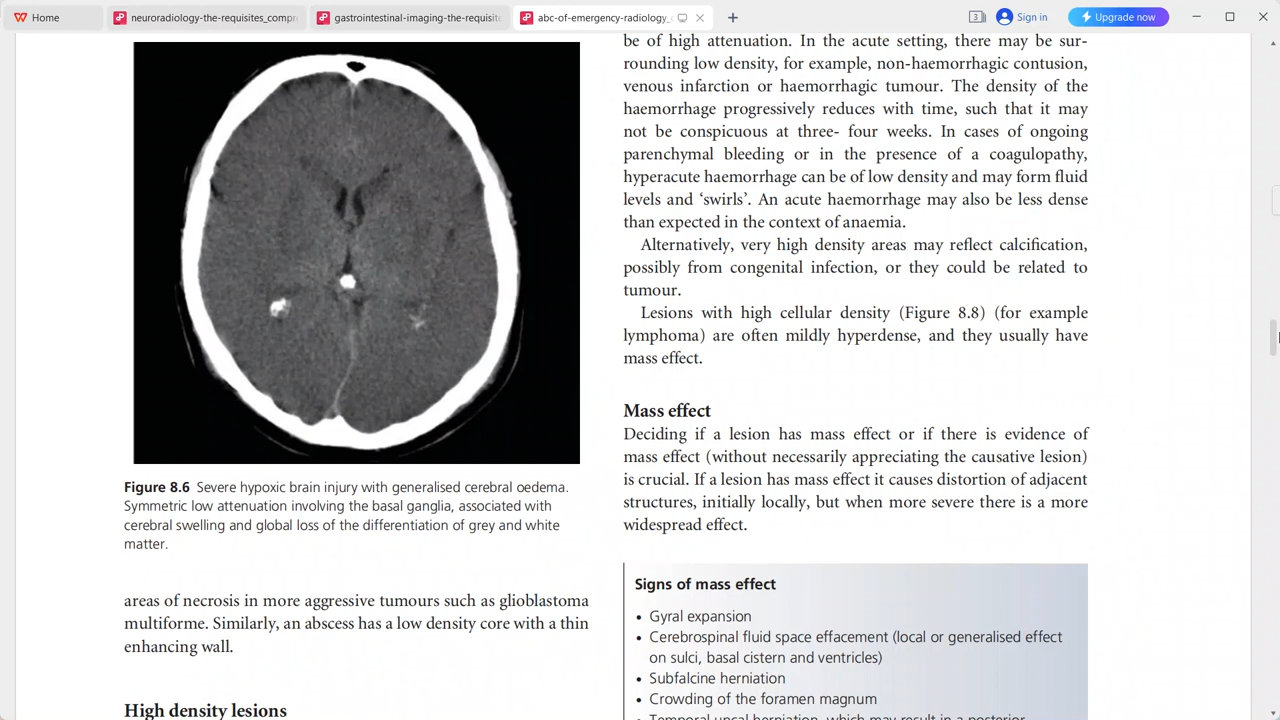 Home
neuroradiology-the-requisites_compr
gastrointestinal-imaging-the-requisite
abc-of-emergency-radiology_c
3
Sign in
Upgrade now
Figure 8.6 Severe hypoxic brain injury with generalised cerebral oedema.
Symmetric low attenuation involving the basal ganglia, associated with
cerebral swelling and global loss of the differentiation of grey and white
matter.
areas of necrosis in more aggressive tumours such as glioblastoma
multiforme. Similarly, an abscess has a low density core with a thin
enhancing wall.
High density lesions
be of high attenuation. In the acute setting, there may be sur-
rounding low density, for example, non-haemorrhagic contusion,
venous infarction or haemorrhagic tumour. The density of the
haemorrhage progressively reduces with time, such that it may
not be conspicuous at three- four weeks. In cases of ongoing
parenchymal bleeding or in the presence of a coagulopathy,
hyperacute haemorrhage can be of low density and may form fluid
levels and ‘swirls’. An acute haemorrhage may also be less dense
than expected in the context of anaemia.
Alternatively, very high density areas may reflect calcification,
possibly from congenital infection, or they could be related to
tumour.
Lesions with high cellular density (Figure 8.8) (for example
lymphoma) are often mildly hyperdense, and they usually have
mass effect.
Mass effect
Deciding if a lesion has mass effect or if there is evidence of
mass effect (without necessarily appreciating the causative lesion)
is crucial. If a lesion has mass effect it causes distortion of adjacent
structures, initially locally, but when more severe there is a more
widespread effect.
Signs of mass effect
• Gyral expansion
• Cerebrospinal fluid space effacement (local or generalised effect
on sulci, basal cistern and ventricles)
• Subfalcine herniation
• Crowding of the foramen magnum
• Temporal uncal herniation, which may result in a posterior